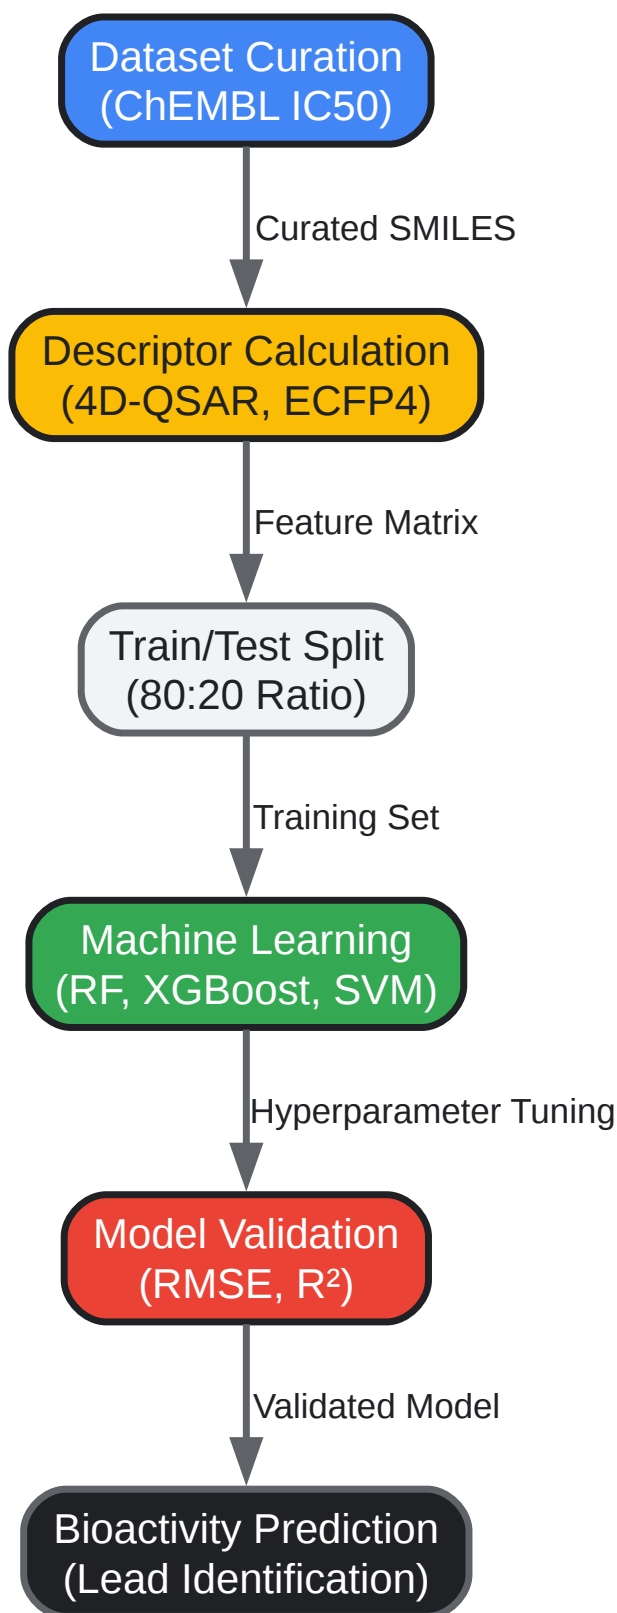 Dataset Curation
(ChEMBL IC50)
Curated SMILES
Descriptor Calculation
(4D-QSAR, ECFP4)
Feature Matrix
Train/Test Split
(80:20 Ratio)
Training Set
Machine Learning
(RF, XGBoost, SVM)
Hyperparameter Tuning
Model Validation
(RMSE, R²)
Validated Model
Bioactivity Prediction
(Lead Identification)